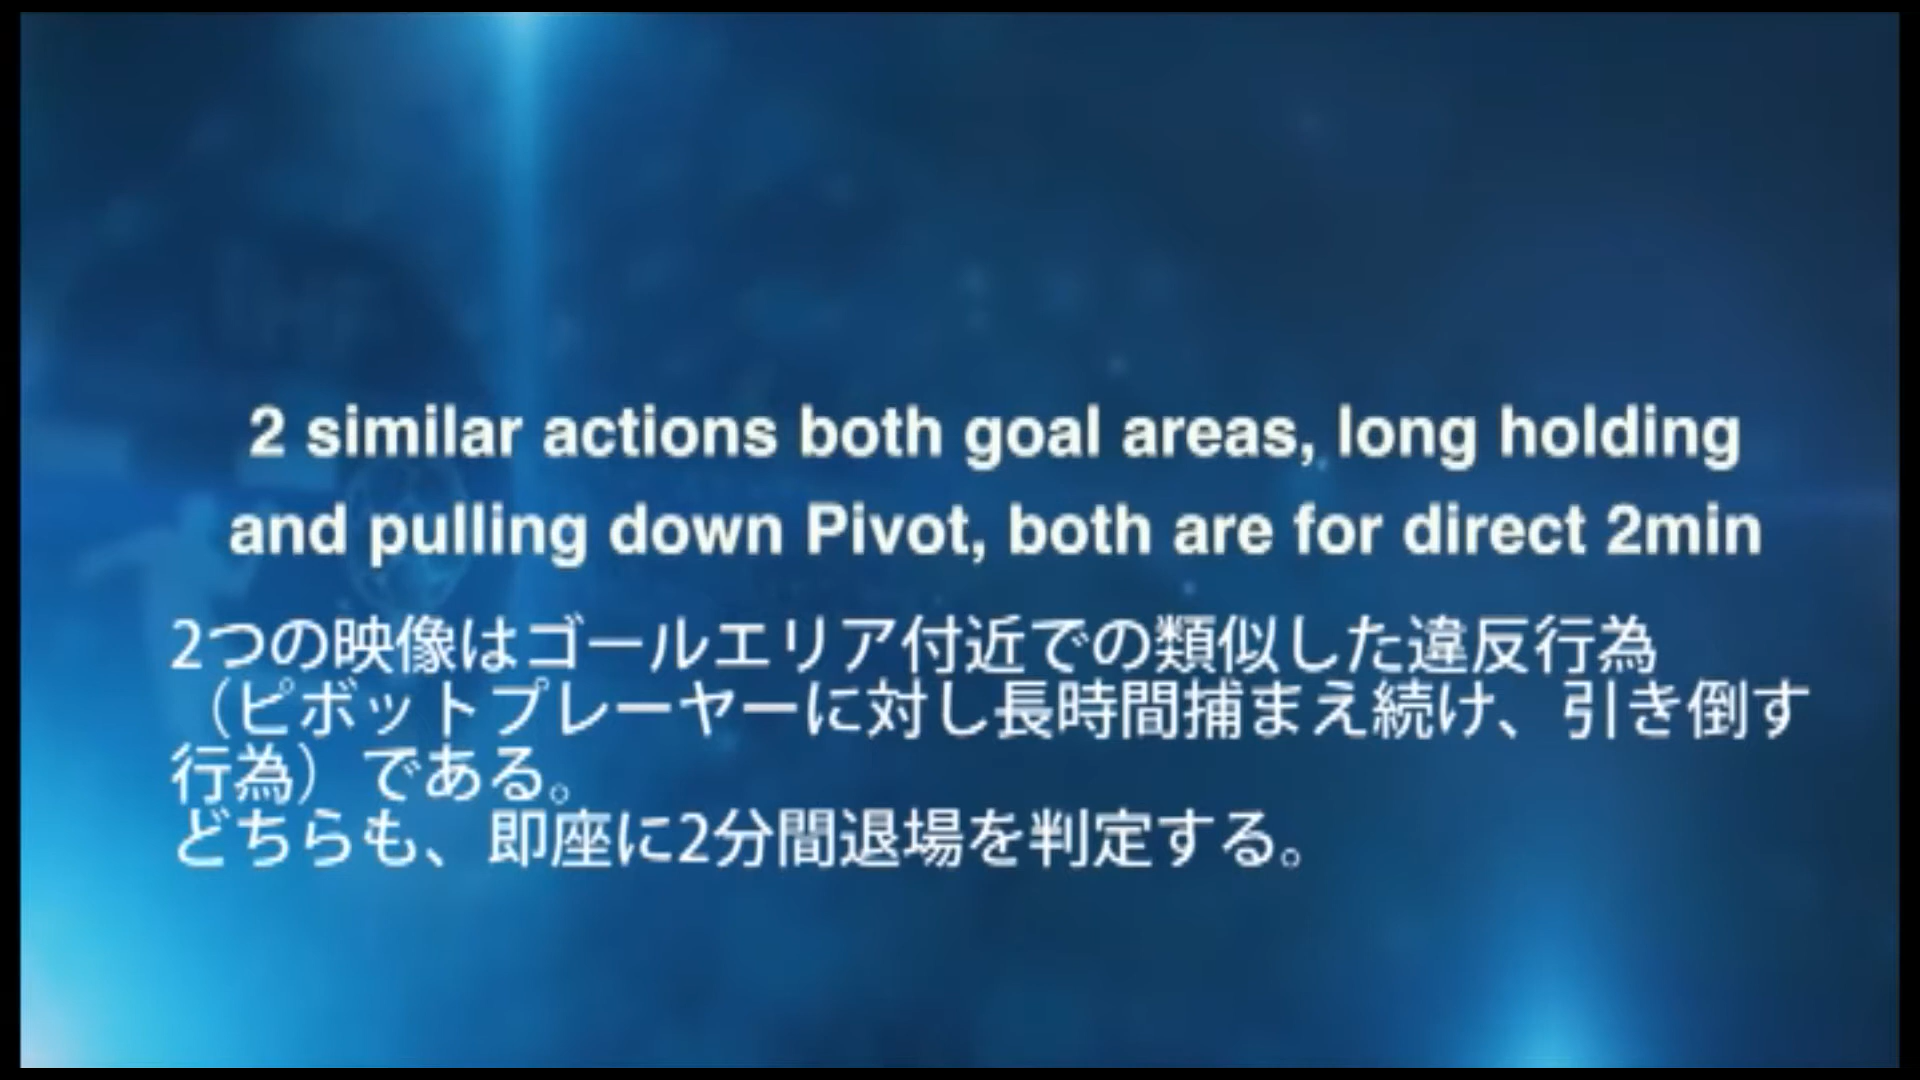 2 similar actions both goal areas, long holding
and pulling down Pivot, both are for direct 2min
2つの映像はゴールエリア付近での類似した違反行為
（ピボットプレーヤーに対し長時間捕まえ続け、引き倒す
行為）である。
どちらも、即座に2分間退場を判定する。